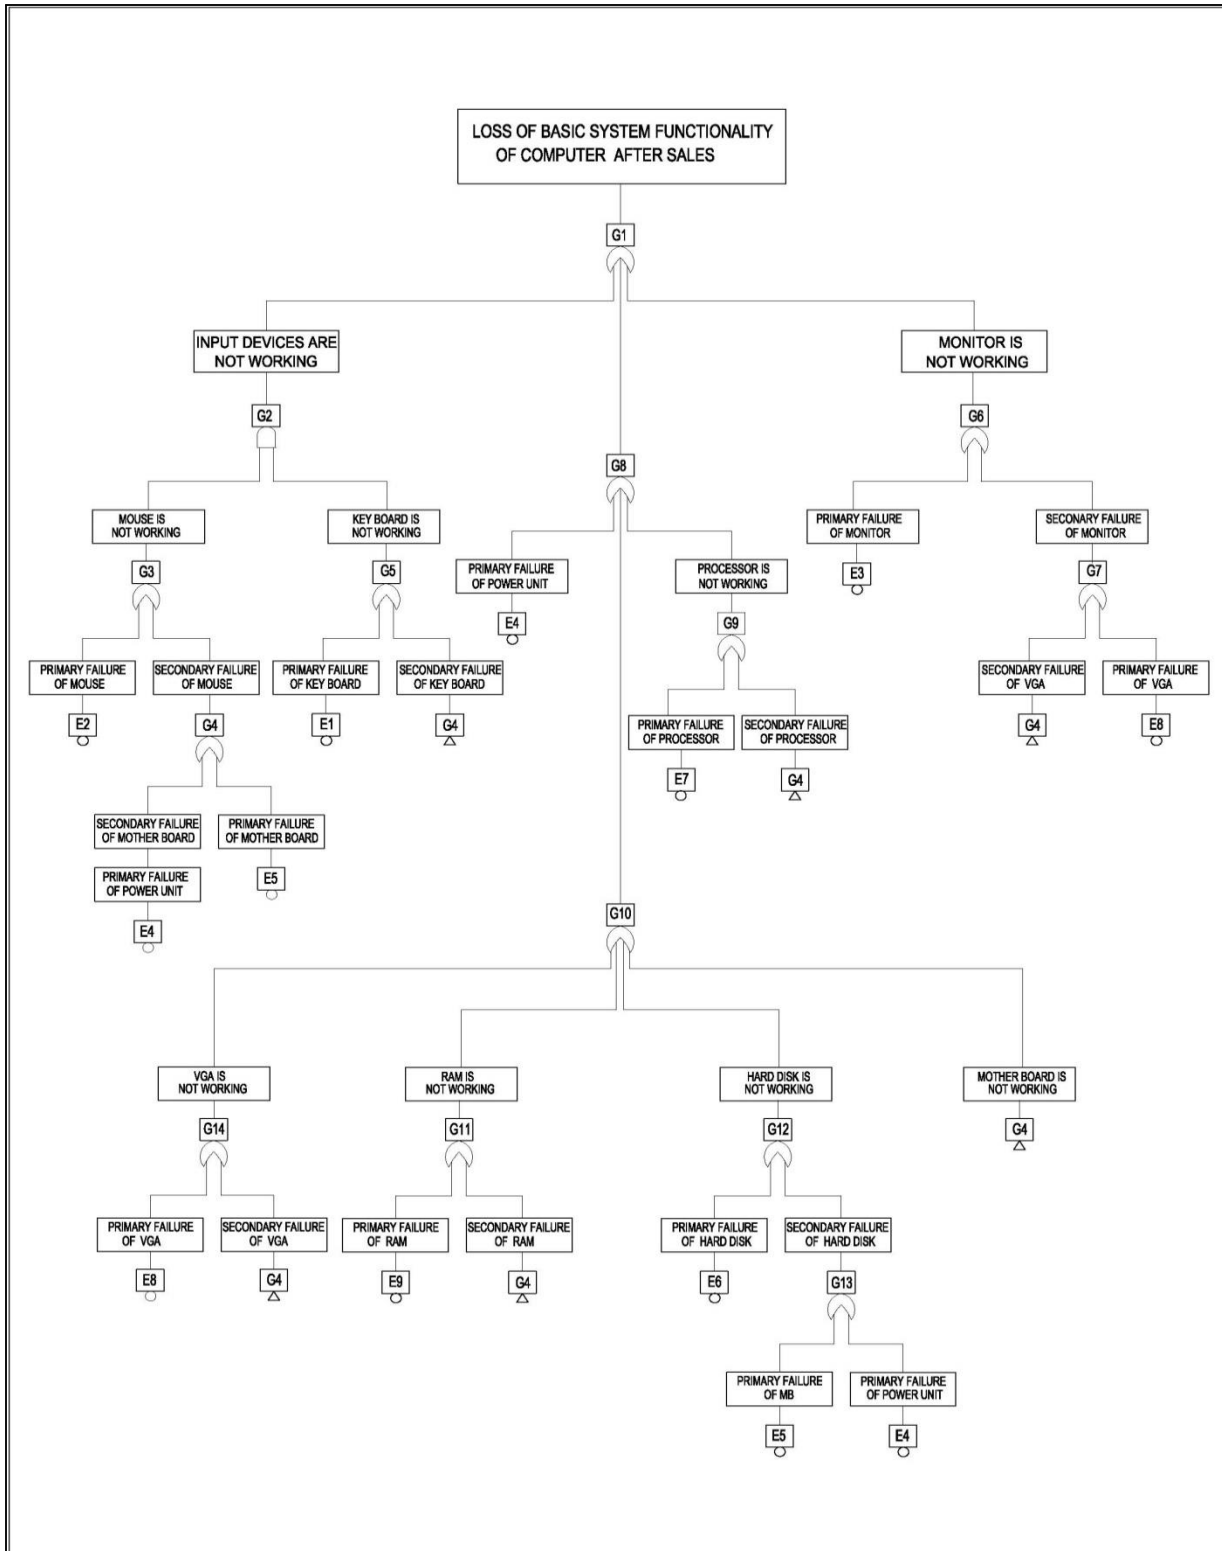 LOSS OF BASIC SYSTEM FUNCTIONALITY
OF COMPUTER AFTER SALES
G1
INPUT DEVICES ARE
NOT WORKING
MONITOR IS
NOT WORKING
G2
G6
G8
MOUSE IS
NOT WORKING
KEY BOARD IS
NOT WORKING
PRIMARY FAILURE
OF MONITOR
SECONARY FAILURE
OF MONITOR
G3
G5
PRIMARY FAILURE
OF POWER UNIT
PROCESSOR IS
NOT WORKING
E3
G7
E4
G9
PRIMARY FAILURE
OF MOUSE
SECONDARY FAILURE
OF MOUSE
PRIMARY FAILURE
OF KEY BOARD
SECONDARY FAILURE
OF KEY BOARD
SECONDARY FAILURE
OF VGA
PRIMARY FAILURE
OF VGA
E2
G4
E1
G4
PRIMARY FAILURE
OF PROCESSOR
SECONDARY FAILURE
OF PROCESSOR
G4
E8
E7
G4
SECONDARY FAILURE
OF MOTHER BOARD
PRIMARY FAILURE
OF MOTHER BOARD
PRIMARY FAILURE
OF POWER UNIT
E5
E4
G10
VGA IS
NOT WORKING
RAM IS
NOT WORKING
HARD DISK IS
NOT WORKING
MOTHER BOARD IS
NOT WORKING
G14
G11
G12
G4
PRIMARY FAILURE
OF VGA
SECONDARY FAILURE
OF VGA
PRIMARY FAILURE
OF RAM
SECONDARY FAILURE
OF RAM
PRIMARY FAILURE
OF HARD DISK
SECONDARY FAILURE
OF HARD DISK
E8
G4
E9
G4
E6
G13
PRIMARY FAILURE
OF MB
PRIMARY FAILURE
OF POWER UNIT
E5
E4